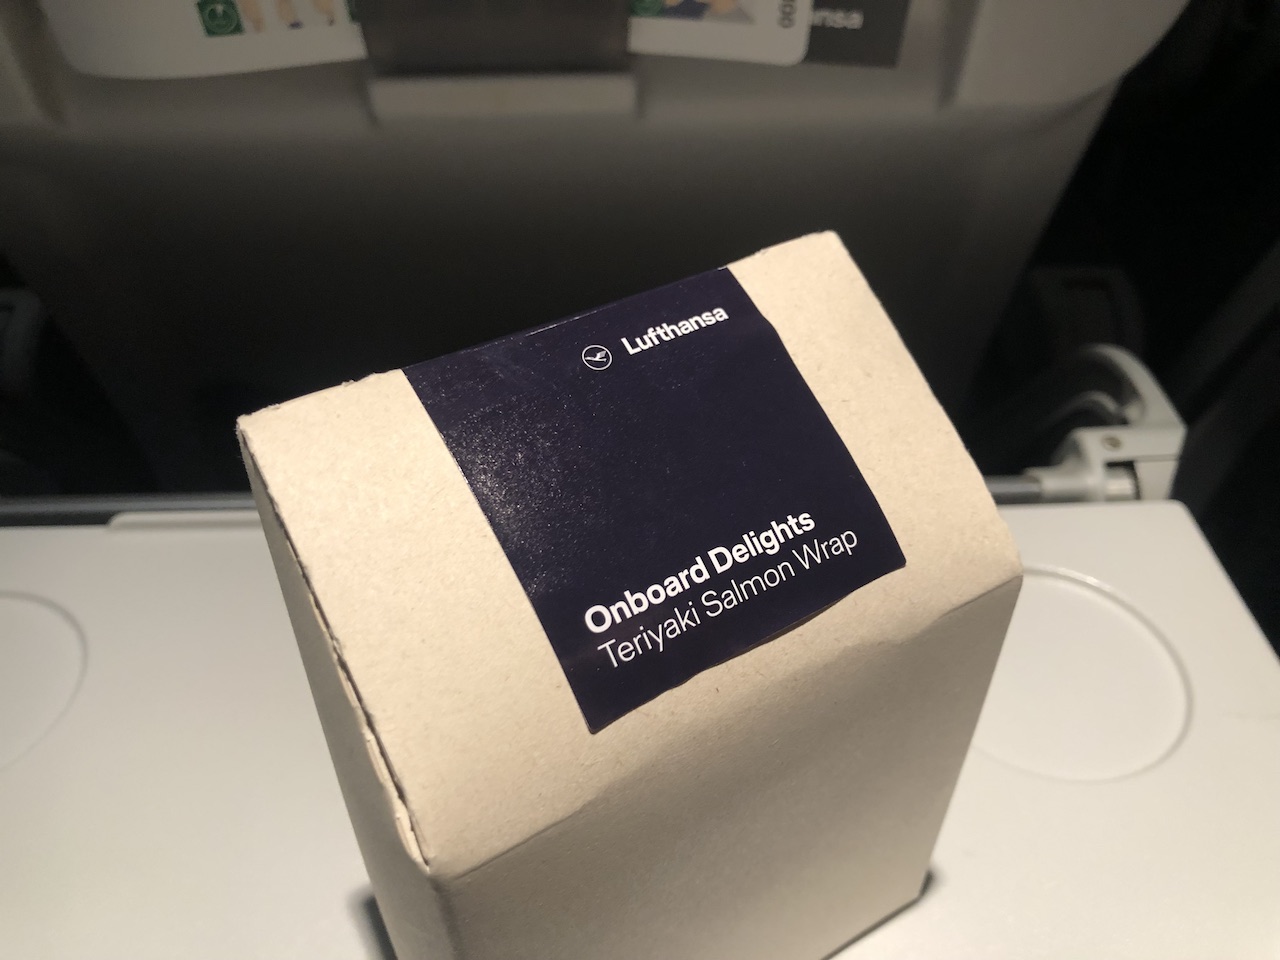 Lufthansa
Onboard Delights
Teriyaki Salmon Wrap